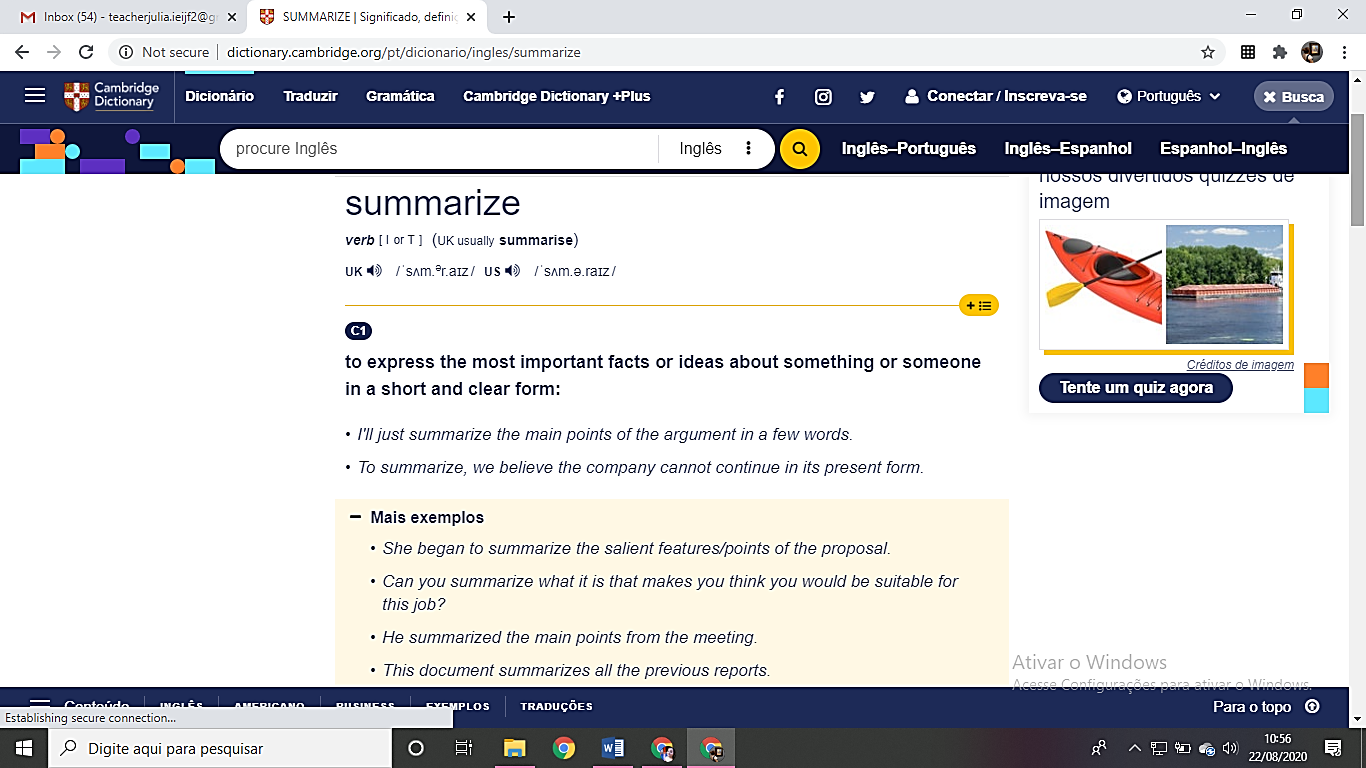 Inbox (54) - teacherjulia.ieijf2@g
SUMMARIZE | Significado, definiç
Not secure | dictionary.cambridge.org/pt/dicionario/ingles/summarize
Cambridge
Dictionary
Dicionário Traduzir Gramática Cambridge Dictionary +Plus
Conectar / Inscreva-se
Português
Busca
procure Inglês
Inglês
Inglês–Português Inglês–Espanhol Espanhol–Inglês
nossos divertidos quizzes de
imagem
Créditos de imagem
Tente um quiz agora
summarize
verb [ I or T ] (UK usually summarise)
UK /ˈsʌm.ᵊr.aɪz/ US /ˈsʌm.ə.raɪz/
C1
to express the most important facts or ideas about something or someone
in a short and clear form:
• I'll just summarize the main points of the argument in a few words.
• To summarize, we believe the company cannot continue in its present form.
Mais exemplos
• She began to summarize the salient features/points of the proposal.
• Can you summarize what it is that makes you think you would be suitable for
this job?
• He summarized the main points from the meeting.
• This document summarizes all the previous reports.
Ativar o Windows
Acesse Configurações para ativar o Windows.
Conteúdo INGLÊS AMERICANO BUSINESS EXEMPLOS TRADUÇÕES
Para o topo
Establishing secure connection...
Digite aqui para pesquisar
10:56
22/08/2020